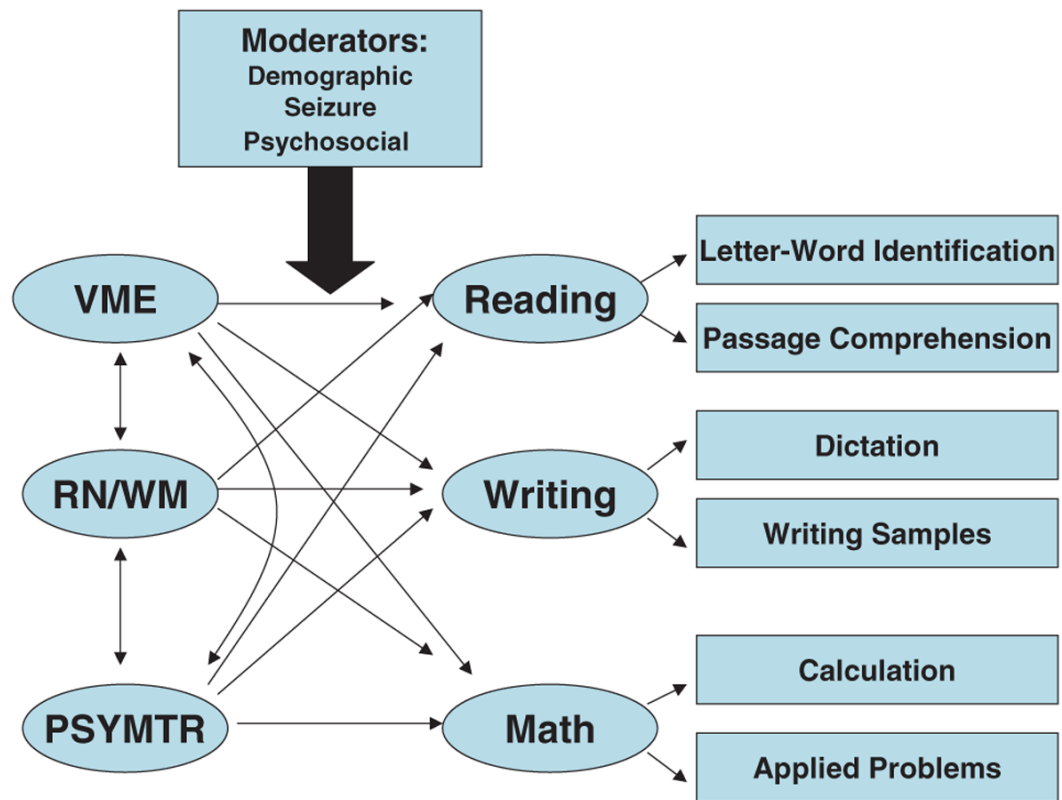 Moderators:
Demographic
Seizure
Psychosocial
VME
Reading
Letter-Word Identification
Passage Comprehension
RN/WM
Writing
Dictation
Writing Samples
PSYMTR
Math
Calculation
Applied Problems